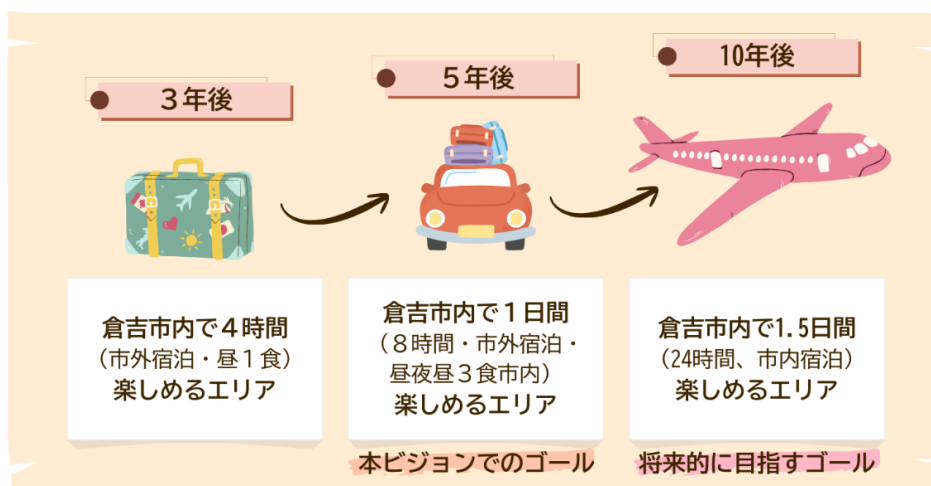 ３年後
倉吉市内で４時間
（市外宿泊・昼１食）
楽しめるエリア
５年後
倉吉市内で１日間
（８時間・市外宿泊・
昼夜昼３食市内）
楽しめるエリア
本ビジョンでのゴール
10年後
倉吉市内で1.5日間
（24時間、市内宿泊）
楽しめるエリア
将来的に目指すゴール